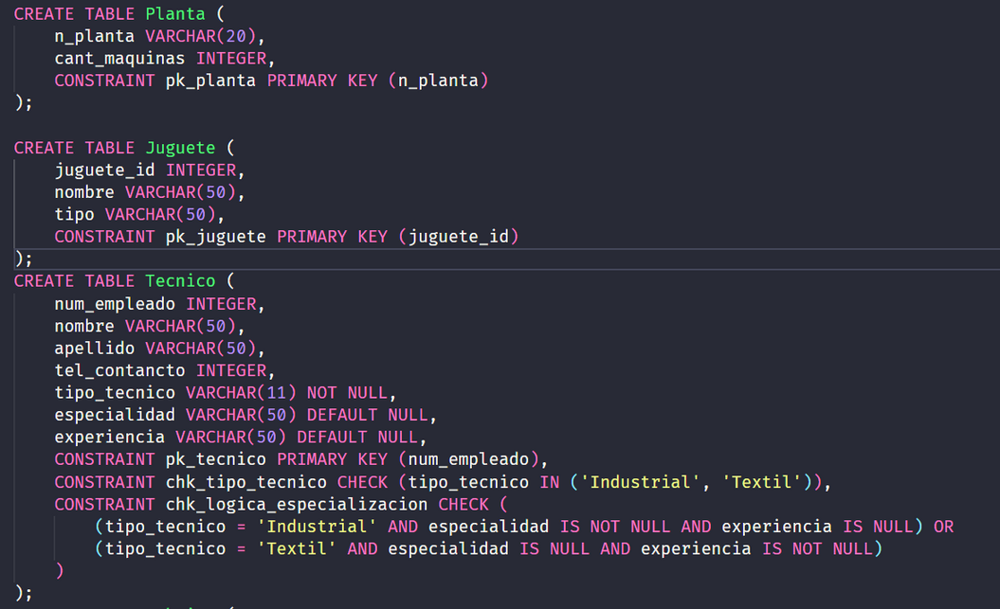 CREATE TABLE Planta (
    n_planta VARCHAR(20),
    cant_maquinas INTEGER,
    CONSTRAINT pk_planta PRIMARY KEY (n_planta)
);

CREATE TABLE Juguete (
    juguete_id INTEGER,
    nombre VARCHAR(50),
    tipo VARCHAR(50),
    CONSTRAINT pk_juguete PRIMARY KEY (juguete_id)
);
CREATE TABLE Tecnico (
    num_empleado INTEGER,
    nombre VARCHAR(50),
    apellido VARCHAR(50),
    tel_contancto INTEGER,
    tipo_tecnico VARCHAR(11) NOT NULL,
    especialidad VARCHAR(50) DEFAULT NULL,
    experiencia VARCHAR(50) DEFAULT NULL,
    CONSTRAINT pk_tecnico PRIMARY KEY (num_empleado),
    CONSTRAINT chk_tipo_tecnico CHECK (tipo_tecnico IN ('Industrial', 'Textil')),
    CONSTRAINT chk_logica_especializacion CHECK (
        (tipo_tecnico = 'Industrial' AND especialidad IS NOT NULL AND experiencia IS NULL) OR
        (tipo_tecnico = 'Textil' AND especialidad IS NULL AND experiencia IS NOT NULL)
    )
);